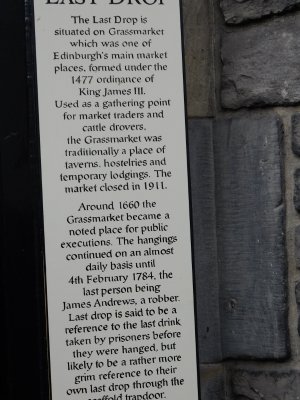 LAST DROP
The Last Drop is
situated on Grassmarket
which was one of
Edinburgh's main market
places, formed under the
1477 ordinance of
King James III.
Used as a gathering point
for market traders and
cattle drovers,
the Grassmarket was
traditionally a place of
taverns, hostelries and
temporary lodgings. The
market closed in 1911.
Around 1660 the
Grassmarket became a
noted place for public
executions. The hangings
continued on an almost
daily basis until
4th February 1784, the
last person being
James Andrews, a robber.
Last drop is said to be a
reference to the last drink
taken by prisoners before
they were hanged, but
likely to be a rather more
grim reference to their
own last drop through the
scaffold trapdoor.